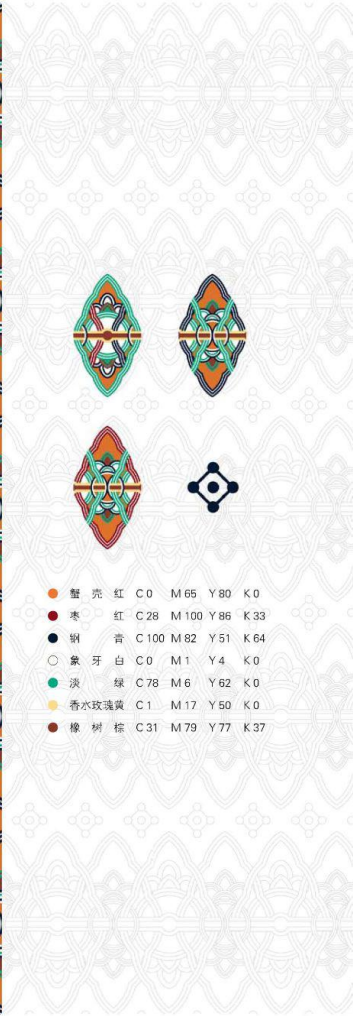 蟹壳红 C 0 M 65 Y 80 K 0
枣红 C 28 M 100 Y 86 K 33
钢青 C 100 M 82 Y 51 K 64
象牙白 C 0 M 1 Y 4 K 0
淡绿 C 78 M 6 Y 62 K 0
香水玫瑰黄 C 1 M 17 Y 50 K 0
橡树棕 C 31 M 79 Y 77 K 37